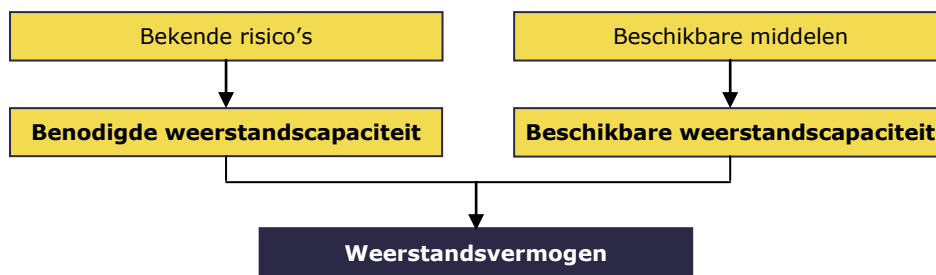 Bekende risico's
Beschikbare middelen
Benodigde weerstandscapaciteit
Beschikbare weerstandscapaciteit
Weerstandsvermogen